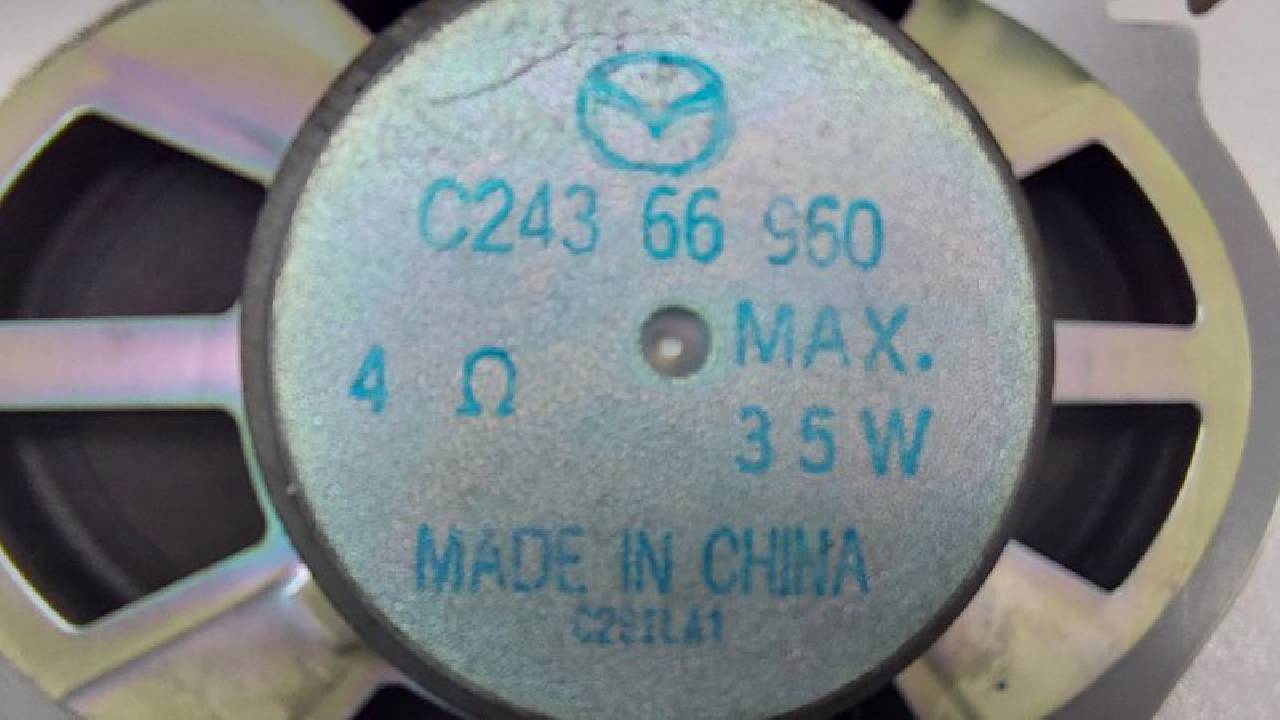 C243 66 960
MAX.
4 Ω
35W
MADE IN CHINA